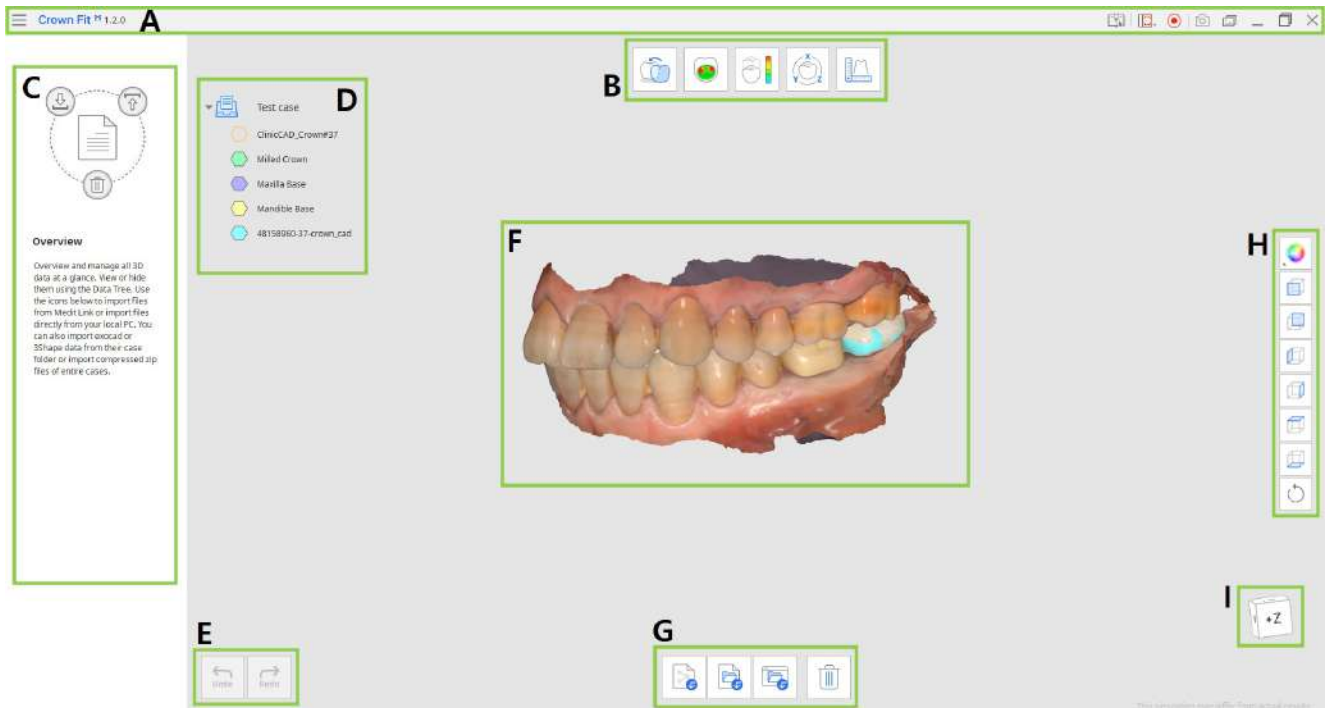 Crown Fit M 1.2.0
A
B
C
D
Test case
ClinicCAD_Crown#37
Milled Crown
Maxilla Base
Mandible Base
48158960-37-crown_cad
Overview
Overview and manage all 3D
data at a glance. View or hide
them using the Data Tree. Use
the icons below to import files
from Medit Link or import files
directly from your local PC. You
can also import exocad or
3Shape data from their case
folder or import compressed zip
files of entire cases.
F
H
X
Y
Z
I
+Z
E
Undo
Redo
G